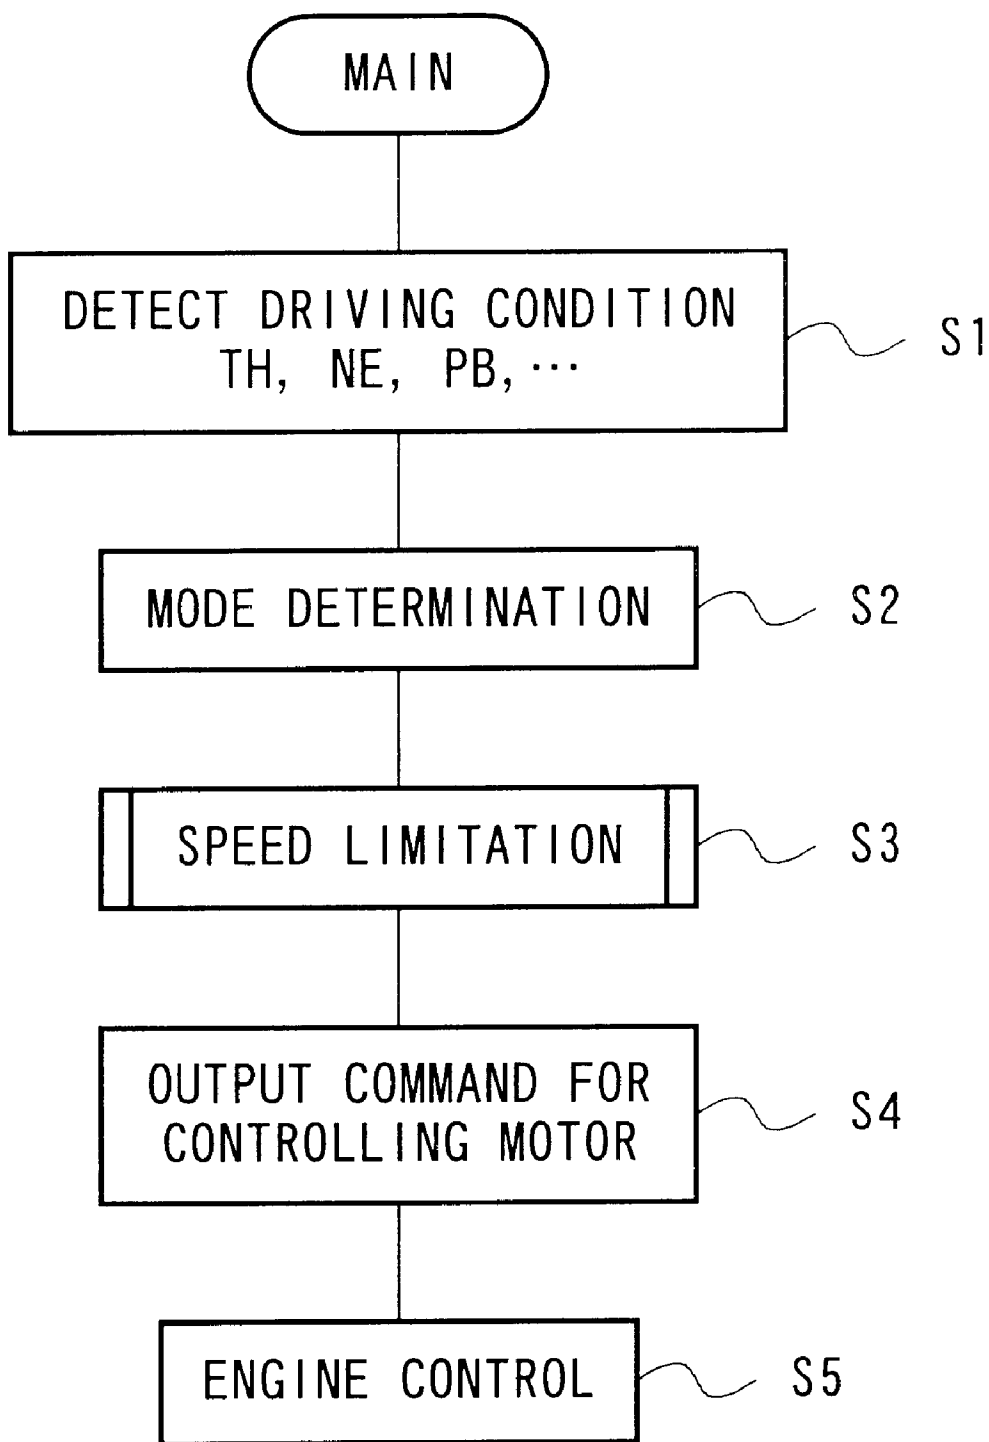 MAIN
DETECT DRIVING CONDITION
TH, NE, PB, ···
S1
MODE DETERMINATION
S2
SPEED LIMITATION
S3
OUTPUT COMMAND FOR
CONTROLLING MOTOR
S4
ENGINE CONTROL
S5